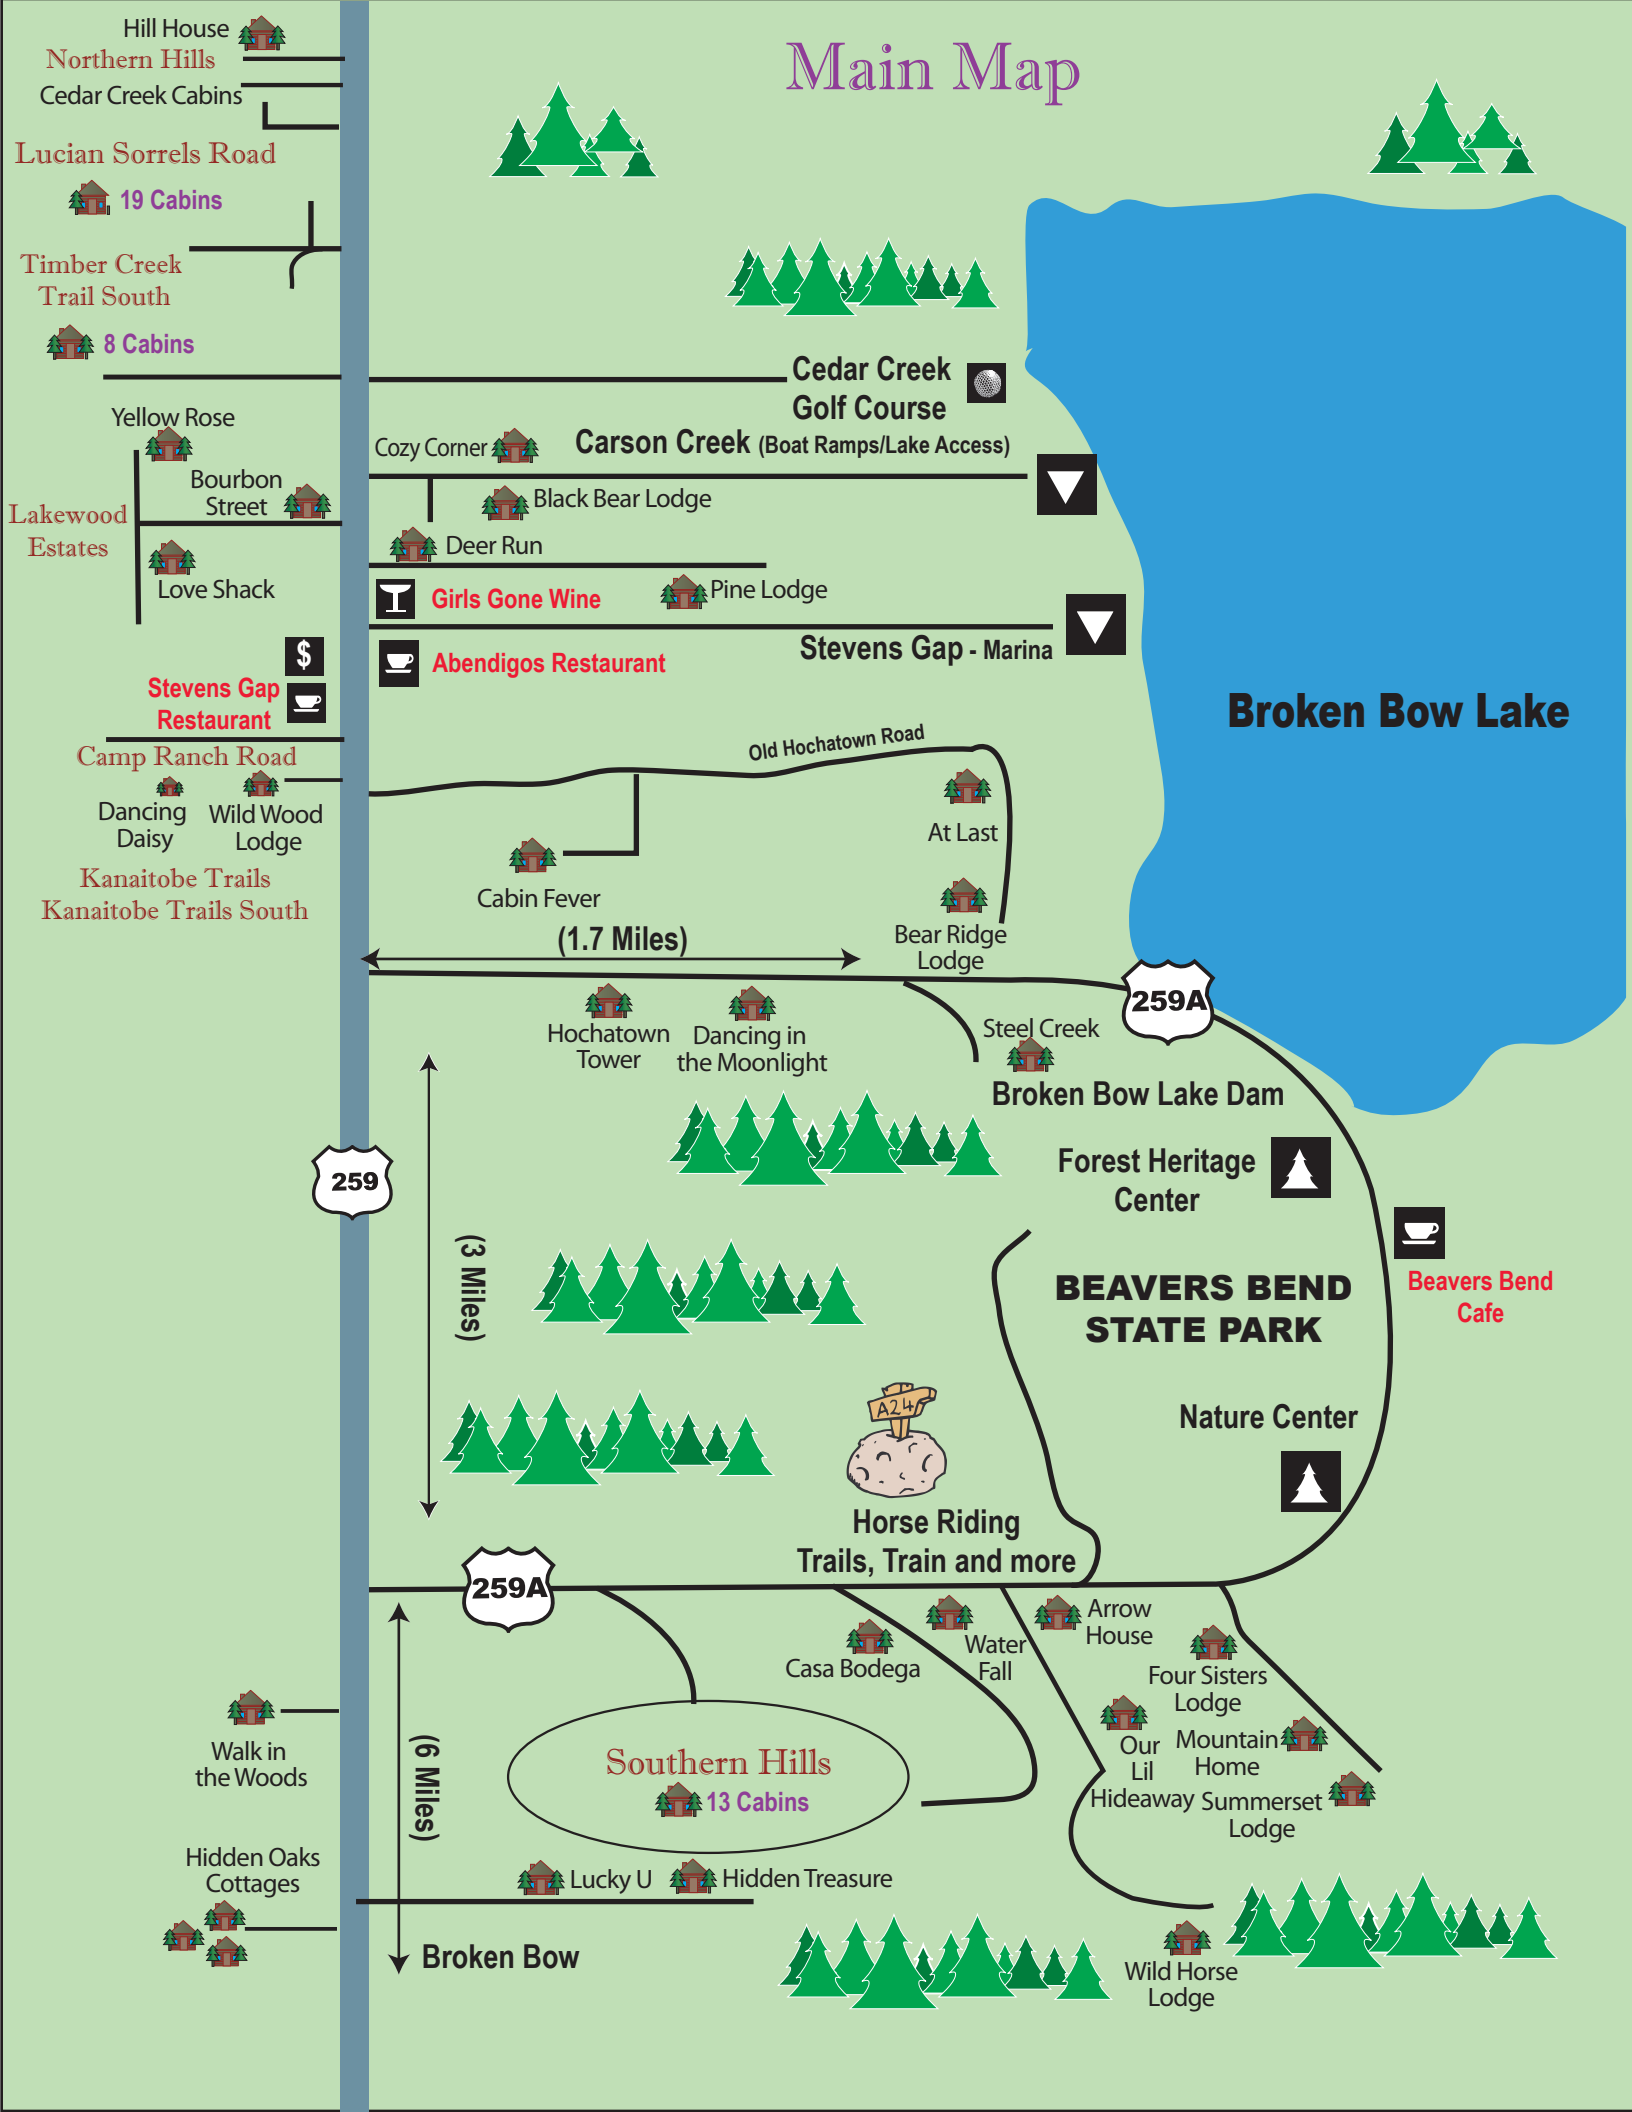 Main Map
Hill House
Northern Hills
Cedar Creek Cabins
Lucian Sorrels Road
19 Cabins
Timber Creek
Trail South
8 Cabins
Cedar Creek
Golf Course
Yellow Rose
Bourbon
Street
Lakewood
Estates
Love Shack
Cozy Corner
Carson Creek (Boat Ramps/Lake Access)
Black Bear Lodge
Deer Run
Girls Gone Wine
Pine Lodge
Stevens Gap - Marina
Abendigos Restaurant
$
Stevens Gap
Restaurant
Camp Ranch Road
Dancing
Daisy
Wild Wood
Lodge
Kanaitobe Trails
Kanaitobe Trails South
Broken Bow Lake
Old Hochatown Road
At Last
Cabin Fever
Bear Ridge
Lodge
(1.7 Miles)
259A
Hochatown
Tower
Dancing in
the Moonlight
Steel Creek
Broken Bow Lake Dam
Forest Heritage
Center
259
(3 Miles)
BEAVERS BEND
STATE PARK
Beavers Bend
Cafe
Nature Center
A24
Horse Riding
Trails, Train and more
259A
Arrow
House
Water
Fall
Casa Bodega
Four Sisters
Lodge
Walk in
the Woods
(6 Miles)
Southern Hills
13 Cabins
Our
Lil
Hideaway
Mountain
Home
Summerset
Lodge
Hidden Oaks
Cottages
Lucky U
Hidden Treasure
Broken Bow
Wild Horse
Lodge